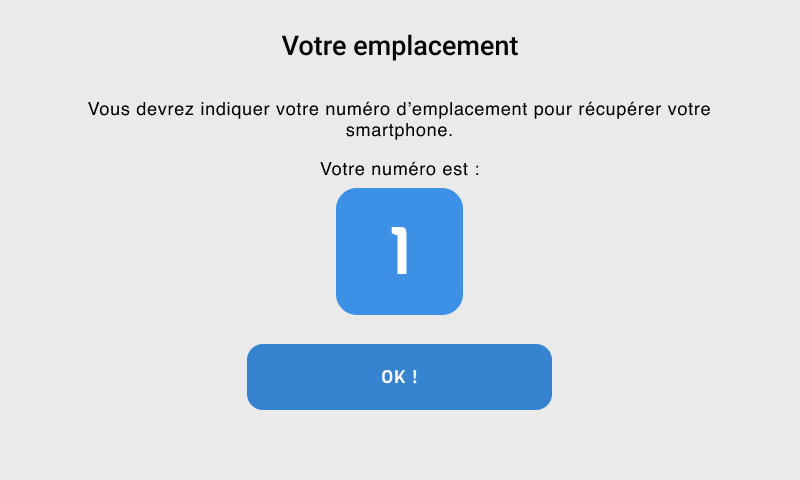 Votre emplacement
Vous devrez indiquer votre numéro d’emplacement pour récupérer votre
smartphone.
Votre numéro est :
1
OK !